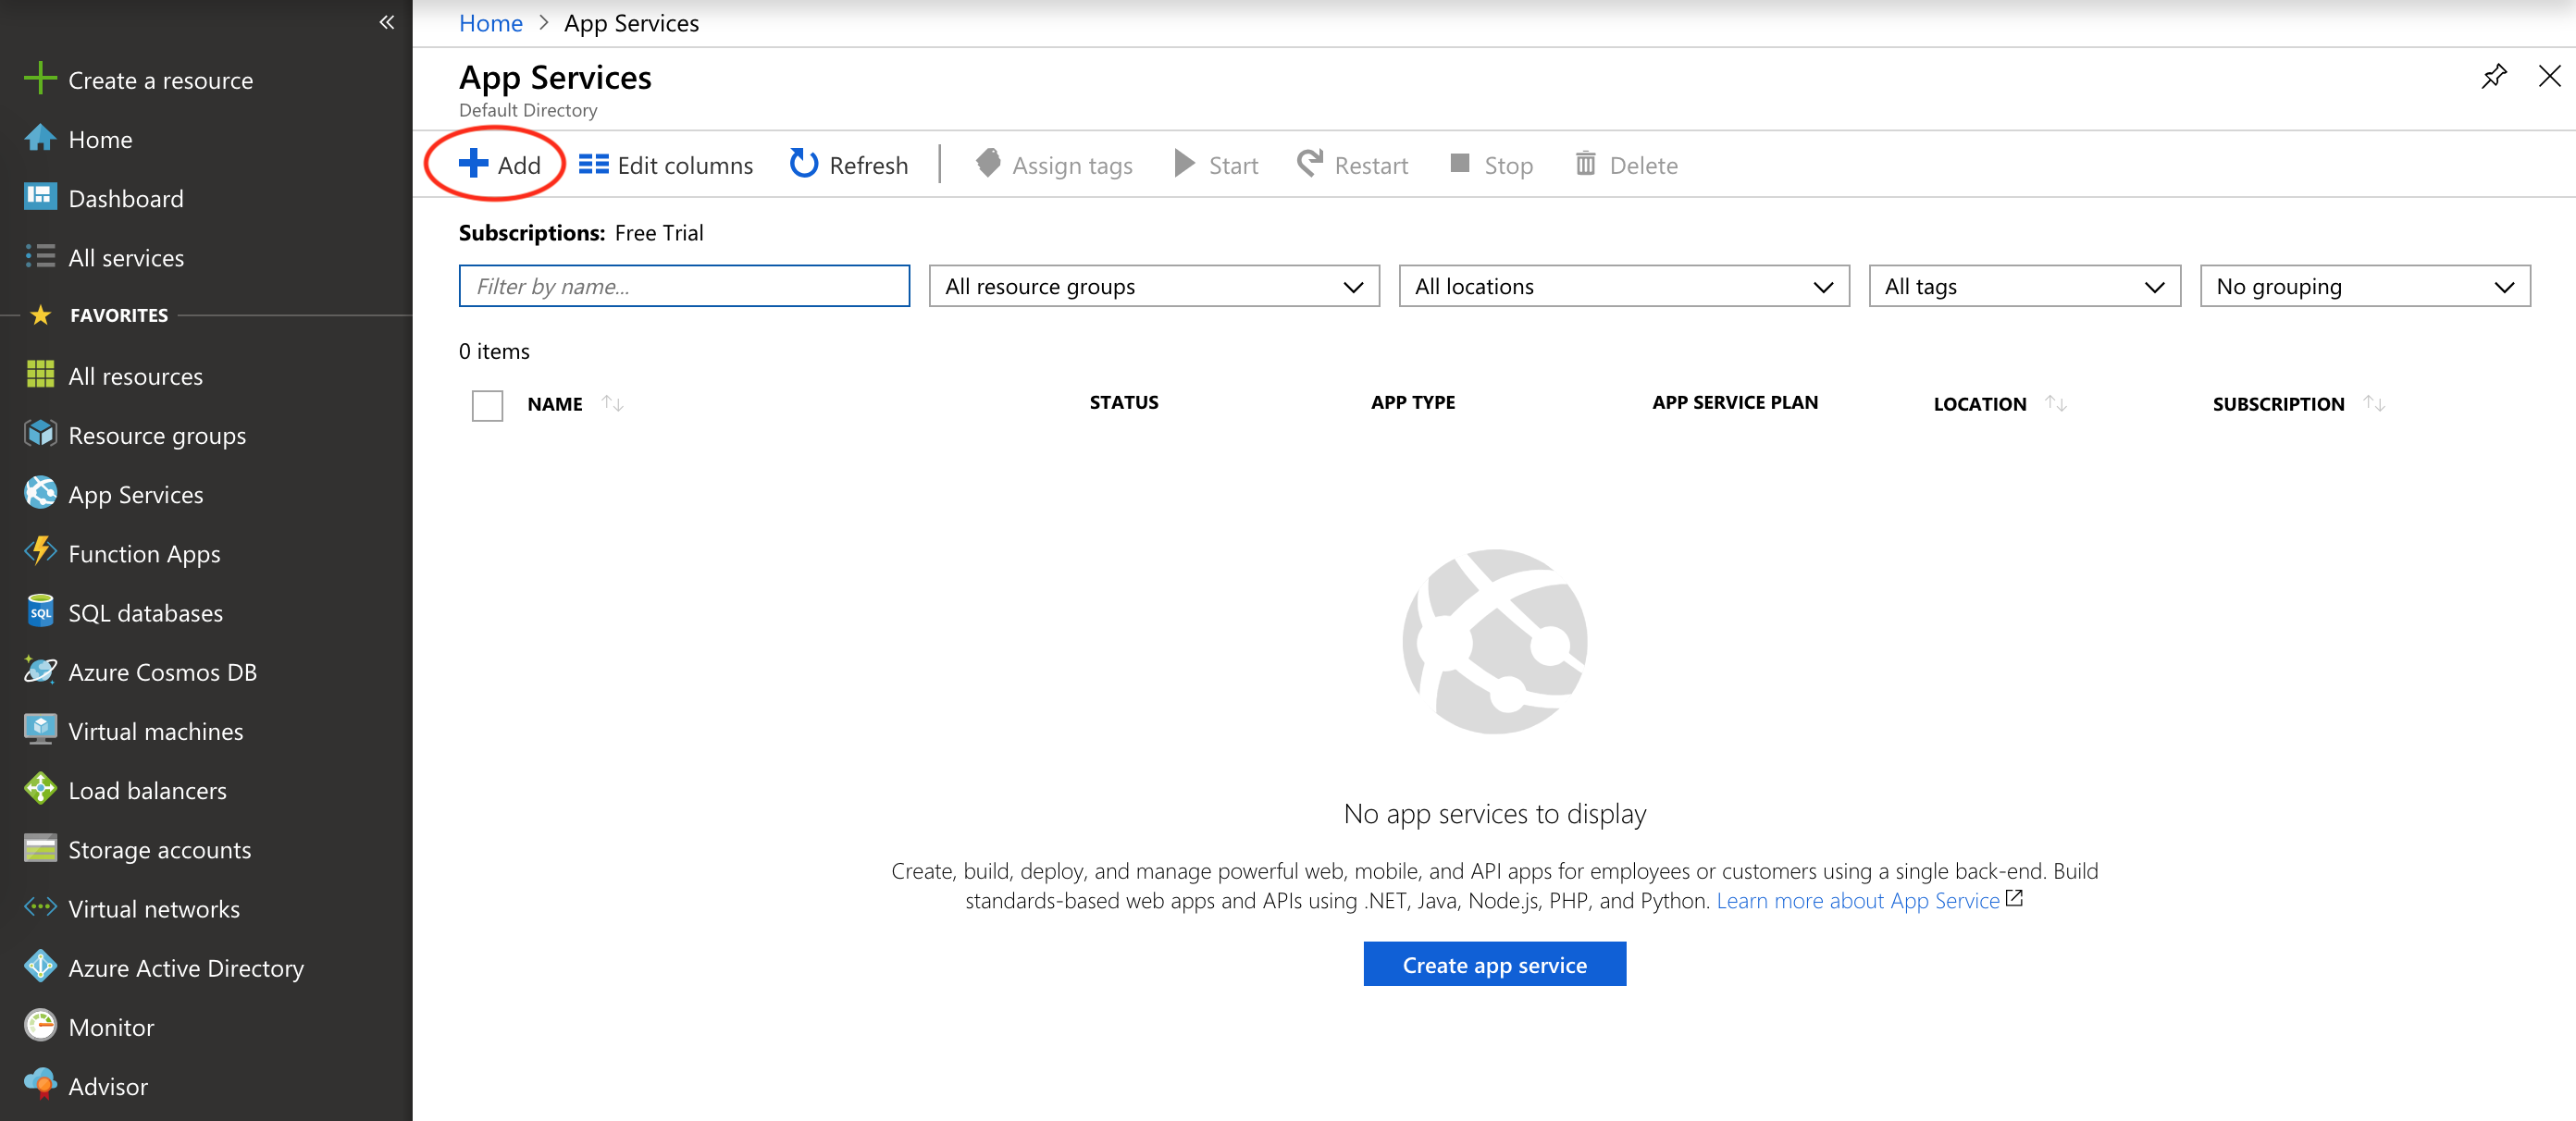 Create a resource
Home
Dashboard
All services
FAVORITES
All resources
Resource groups
App Services
Function Apps
SQL
SQL databases
Azure Cosmos DB
Virtual machines
Load balancers
Storage accounts
Virtual networks
Azure Active Directory
Monitor
Advisor
Home > App Services
App Services
Default Directory
Add Edit columns Refresh Assign tags Start Restart Stop Delete
Subscriptions: Free Trial
Filter by name... All resource groups All locations All tags No grouping
0 items
NAME STATUS APP TYPE APP SERVICE PLAN LOCATION SUBSCRIPTION
No app services to display
Create, build, deploy, and manage powerful web, mobile, and API apps for employees or customers using a single back-end. Build
standards-based web apps and APIs using .NET, Java, Node.js, PHP, and Python. Learn more about App Service
Create app service